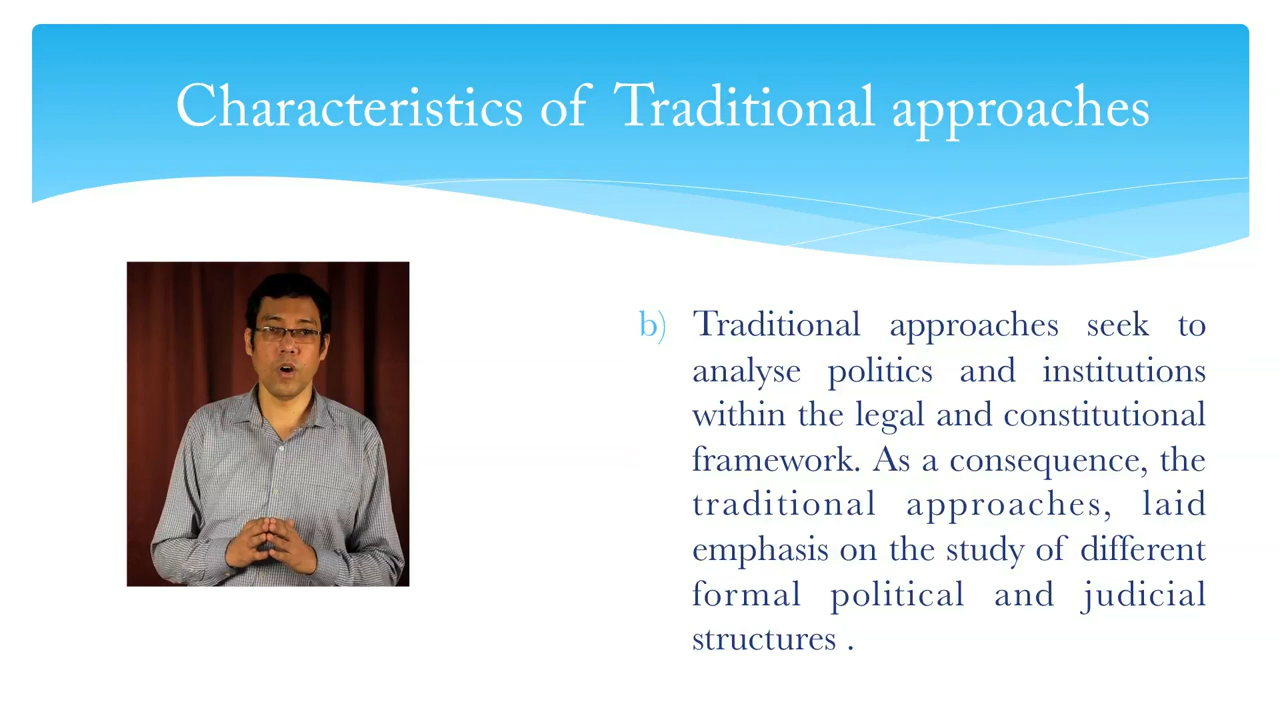 Characteristics of Traditional approaches
b) Traditional approaches seek to
analyse politics and institutions
within the legal and constitutional
framework. As a consequence, the
traditional approaches, laid
emphasis on the study of different
formal political and judicial
structures .